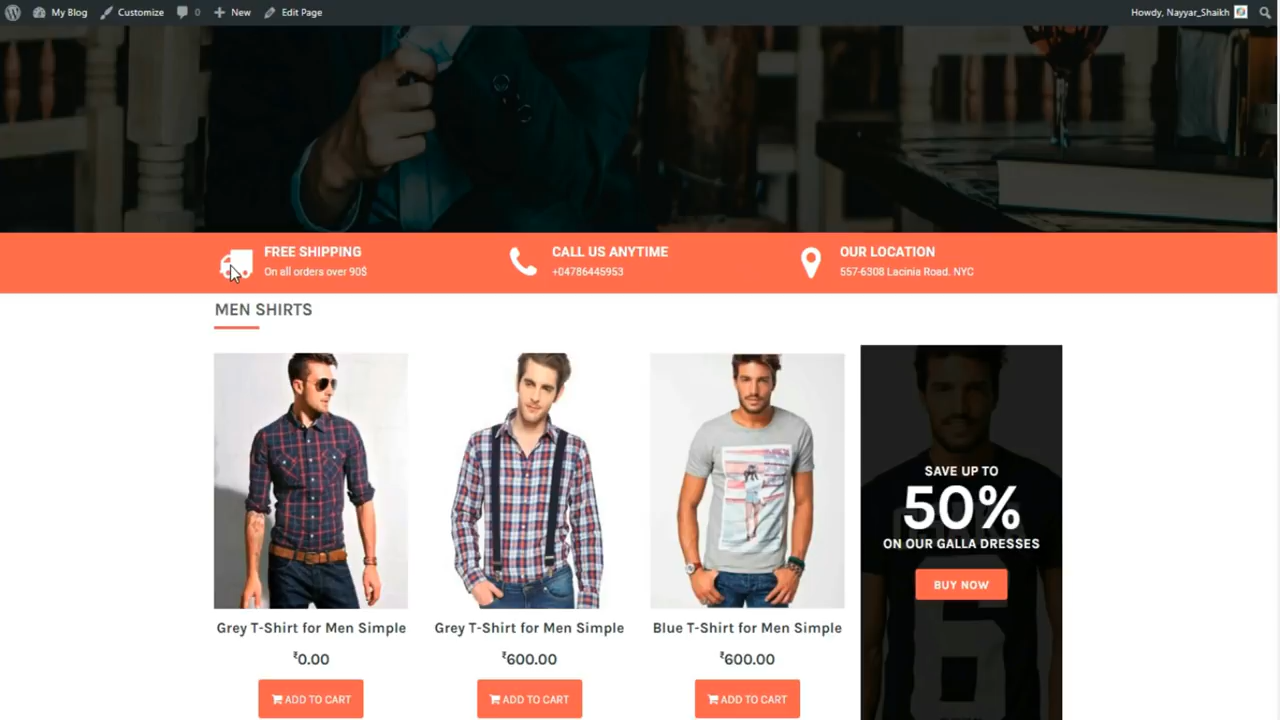 My Blog Customize 0 New Edit Page Howdy, Nayyar_Shaikh
FREE SHIPPING
On all orders over 90$
CALL US ANYTIME
+04786445953
OUR LOCATION
557-6308 Lacinia Road. NYC
MEN SHIRTS
SAVE UP TO
50%
ON OUR GALLA DRESSES
BUY NOW
Grey T-Shirt for Men Simple
₹0.00
ADD TO CART
Grey T-Shirt for Men Simple
₹600.00
ADD TO CART
Blue T-Shirt for Men Simple
₹600.00
ADD TO CART